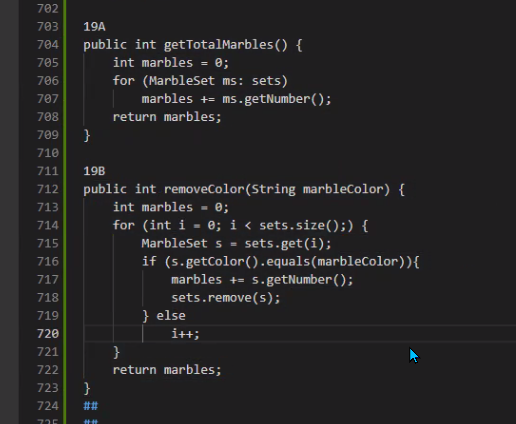 702
703 19A
704 public int getTotalMarbles() {
705     int marbles = 0;
706     for (MarbleSet ms: sets)
707         marbles += ms.getNumber();
708     return marbles;
709 }
710
711 19B
712 public int removeColor(String marbleColor) {
713     int marbles = 0;
714     for (int i = 0; i < sets.size();) {
715         MarbleSet s = sets.get(i);
716         if (s.getColor().equals(marbleColor)){
717             marbles += s.getNumber();
718             sets.remove(s);
719         } else
720             i++;
721     }
722     return marbles;
723 }
724 ##
725 ##